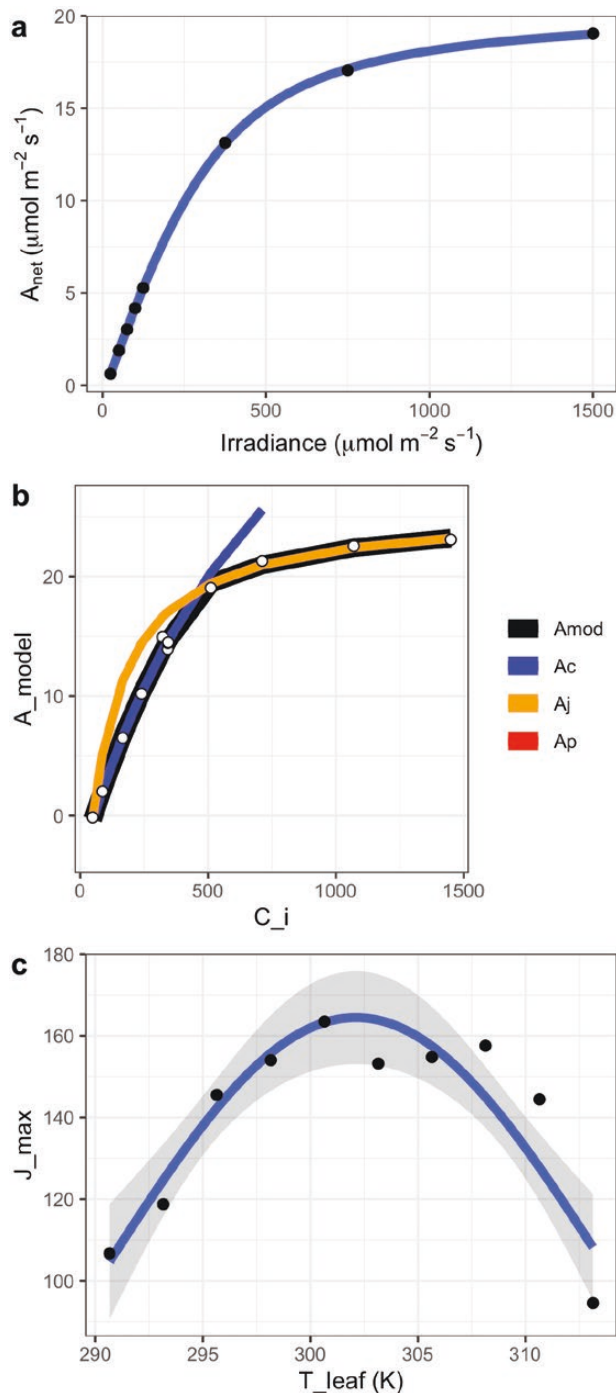 a
20
15
10
5
0
A_net (μmol m⁻² s⁻¹)
0 500 1000 1500
Irradiance (μmol m⁻² s⁻¹)
b
20
10
0
A_model
0 500 1000 1500
C_i
Amod
Ac
Aj
Ap
c
180
160
140
120
100
J_max
290 295 300 305 310
T_leaf (K)